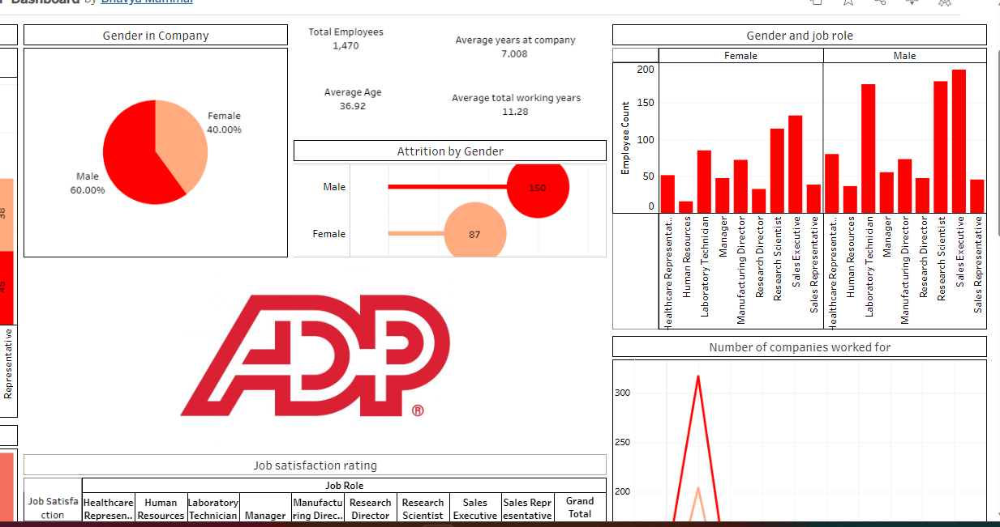 Dashboard by Bhavya Mammai
Gender in Company
Female
40.00%
Male
60.00%
Total Employees
1,470
Average years at company
7.008
Average Age
36.92
Average total working years
11.28
Attrition by Gender
Male
150
Female
87
Gender and job role
Female
Male
Employee Count
200
150
100
50
0
Healthcare Representat..
Human Resources
Laboratory Technician
Manager
Manufacturing Director
Research Director
Research Scientist
Sales Executive
Sales Representative
Healthcare Representat..
Human Resources
Laboratory Technician
Manager
Manufacturing Director
Research Director
Research Scientist
Sales Executive
Sales Representative
38
45
Representative
ADP
®
Number of companies worked for
300
250
200
Job satisfaction rating
Job Role
Job Satisfa
ction
Healthcare
Represen..
Human
Resources
Laboratory
Technician
Manager
Manufactu
ring Direc..
Research
Director
Research
Scientist
Sales
Executive
Sales Repr
esentative
Grand
Total